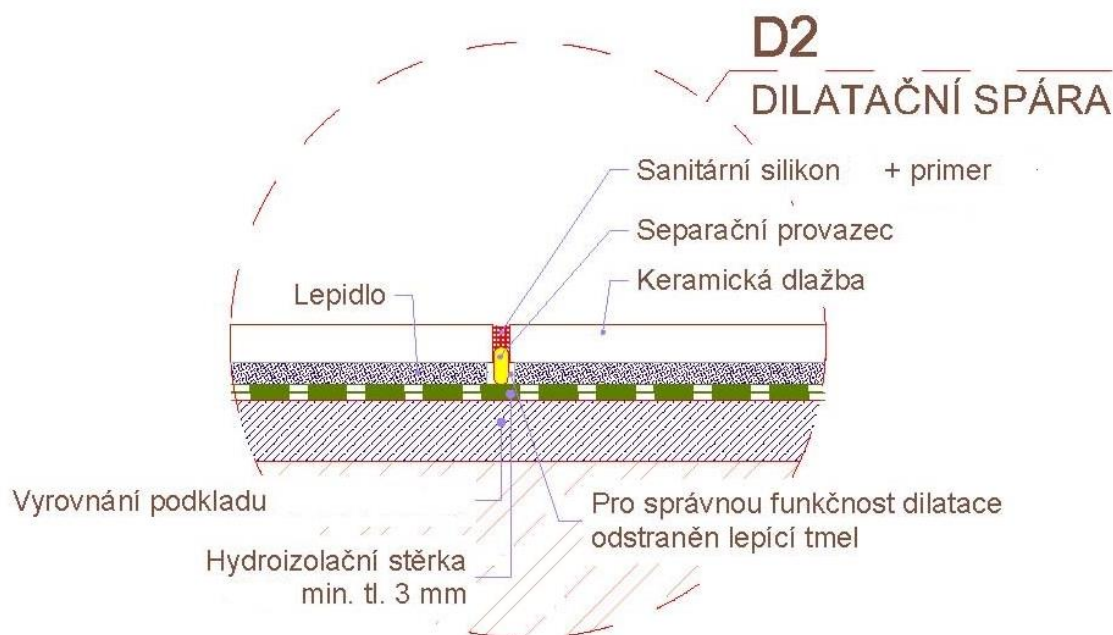 D2
DILATAČNÍ SPÁRA
Sanitární silikon + primer
Separační provazec
Keramická dlažba
Lepidlo
Vyrovnání podkladu
Pro správnou funkčnost dilatace
odstraněn lepící tmel
Hydroizolační stěrka
min. tl. 3 mm